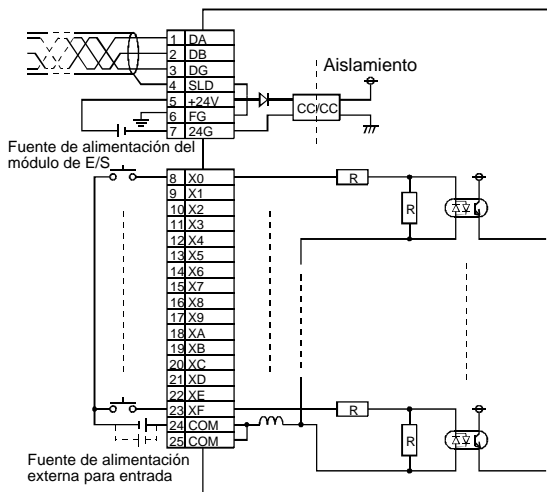 1 DA
2 DB
3 DG
4 SLD
5 +24V
6 FG
7 24G
Aislamiento
CC/CC
Fuente de alimentación del
módulo de E/S
8 X0
9 X1
10 X2
11 X3
12 X4
13 X5
14 X6
15 X7
16 X8
17 X9
18 XA
19 XB
20 XC
21 XD
22 XE
23 XF
24 COM
25 COM
R
R
R
R
Fuente de alimentación
externa para entrada